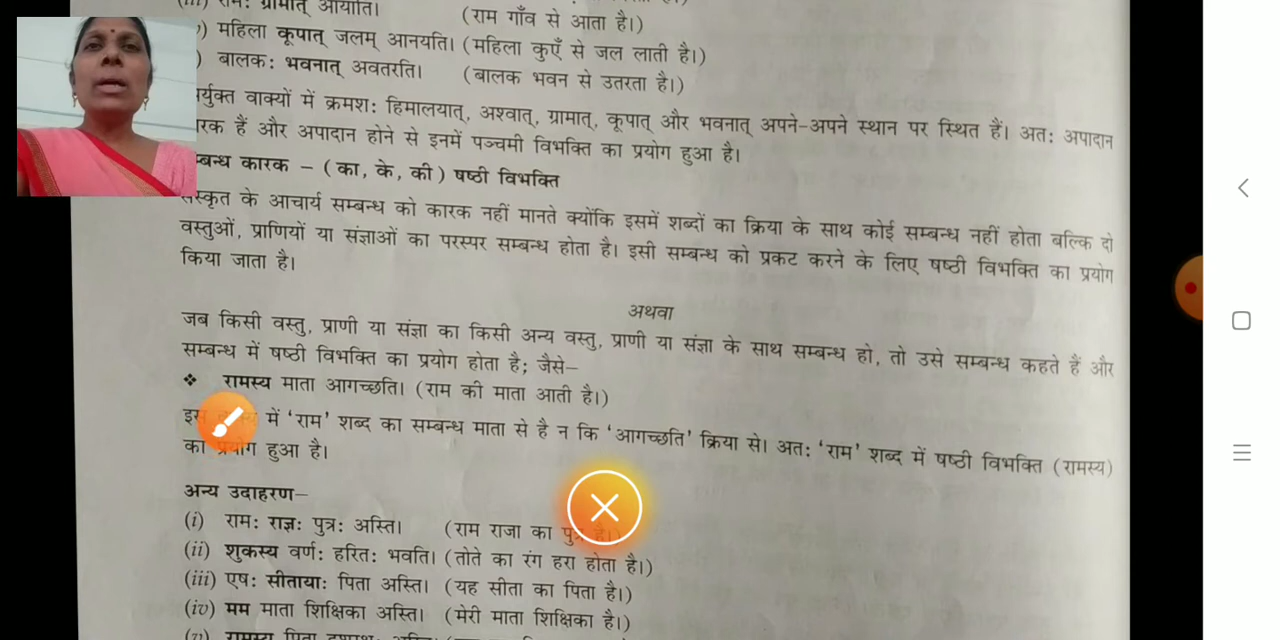 (iii) रामः ग्रामात् आयाति। (राम गाँव से आता है।)
) महिला कूपात् जलम् आनयति। (महिला कुएँ से जल लाती है।)
) बालकः भवनात् अवतरति। (बालक भवन से उतरता है।)
र्युक्त वाक्यों में क्रमशः हिमालयात्, अश्वात्, ग्रामात्, कूपात् और भवनात् अपने-अपने स्थान पर स्थित हैं। अतः अपादान
रक हैं और अपादान होने से इनमें पञ्चमी विभक्ति का प्रयोग हुआ है।
म्बन्ध कारक – (का, के, की) षष्ठी विभक्ति
संस्कृत के आचार्य सम्बन्ध को कारक नहीं मानते क्योंकि इसमें शब्दों का क्रिया के साथ कोई सम्बन्ध नहीं होता बल्कि दो
वस्तुओं, प्राणियों या संज्ञाओं का परस्पर सम्बन्ध होता है। इसी सम्बन्ध को प्रकट करने के लिए षष्ठी विभक्ति का प्रयोग
किया जाता है।
अथवा
जब किसी वस्तु, प्राणी या संज्ञा का किसी अन्य वस्तु, प्राणी या संज्ञा के साथ सम्बन्ध हो, तो उसे सम्बन्ध कहते हैं और
सम्बन्ध में षष्ठी विभक्ति का प्रयोग होता है; जैसे–
❖ रामस्य माता आगच्छति। (राम की माता आती है।)
इस में 'राम' शब्द का सम्बन्ध माता से है न कि 'आगच्छति' क्रिया से। अतः 'राम' शब्द में षष्ठी विभक्ति (रामस्य)
का प्रयोग हुआ है।
अन्य उदाहरण–
(i) रामः राज्ञः पुत्रः अस्ति। (राम राजा का पुत्र है।)
(ii) शुकस्य वर्णः हरितः भवति। (तोते का रंग हरा होता है।)
(iii) एषः सीतायाः पिता अस्ति। (यह सीता का पिता है।)
(iv) मम माता शिक्षिका अस्ति। (मेरी माता शिक्षिका है।)
(v) रामस्य पिता